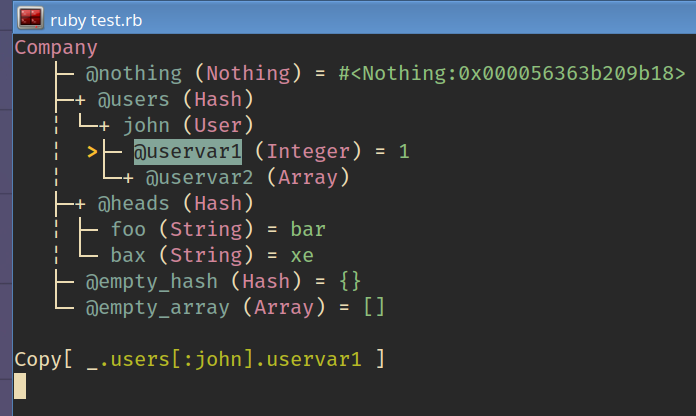 ruby test.rb
Company
├─ @nothing (Nothing) = #<Nothing:0x000056363b209b18>
├─+ @users (Hash)
└─+ john (User)
>├─ @uservar1 (Integer) = 1
└─+ @uservar2 (Array)
├─+ @heads (Hash)
├─ foo (String) = bar
└─ bax (String) = xe
├─ @empty_hash (Hash) = {}
└─ @empty_array (Array) = []
Copy[ _.users[:john].uservar1 ]